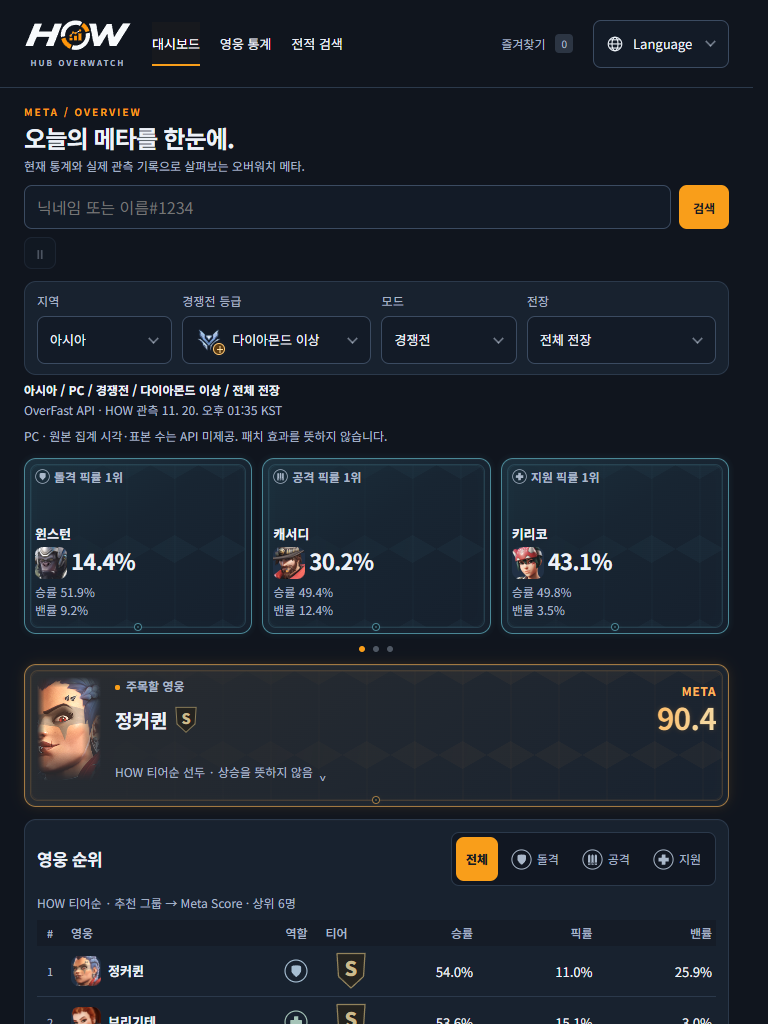 HOW
HUB OVERWATCH
대시보드 영웅 통계 전적 검색 즐겨찾기 0 Language
META / OVERVIEW
오늘의 메타를 한눈에.
현재 통계와 실제 관측 기록으로 살펴보는 오버워치 메타.
닉네임 또는 이름#1234 검색
지역 경쟁전 등급 모드 전장
아시아 다이아몬드 이상 경쟁전 전체 전장
아시아 / PC / 경쟁전 / 다이아몬드 이상 / 전체 전장
OverFast API · HOW 관측 11. 20. 오후 01:35 KST
PC · 원본 집계 시각·표본 수는 API 미제공. 패치 효과를 뜻하지 않습니다.
돌격 픽률 1위
윈스턴
14.4%
승률 51.9%
밴률 9.2%
공격 픽률 1위
캐서디
30.2%
승률 49.4%
밴률 12.4%
지원 픽률 1위
키리코
43.1%
승률 49.8%
밴률 3.5%
주목할 영웅
정커퀸 S
HOW 티어순 선두 · 상승을 뜻하지 않음
META
90.4
영웅 순위
전체 돌격 공격 지원
HOW 티어순 · 추천 그룹 → Meta Score · 상위 6명
# 영웅 역할 티어 승률 픽률 밴률
1 정커퀸 S 54.0% 11.0% 25.9%
2 브리기테 S 53.6% 15.1% 3.0%